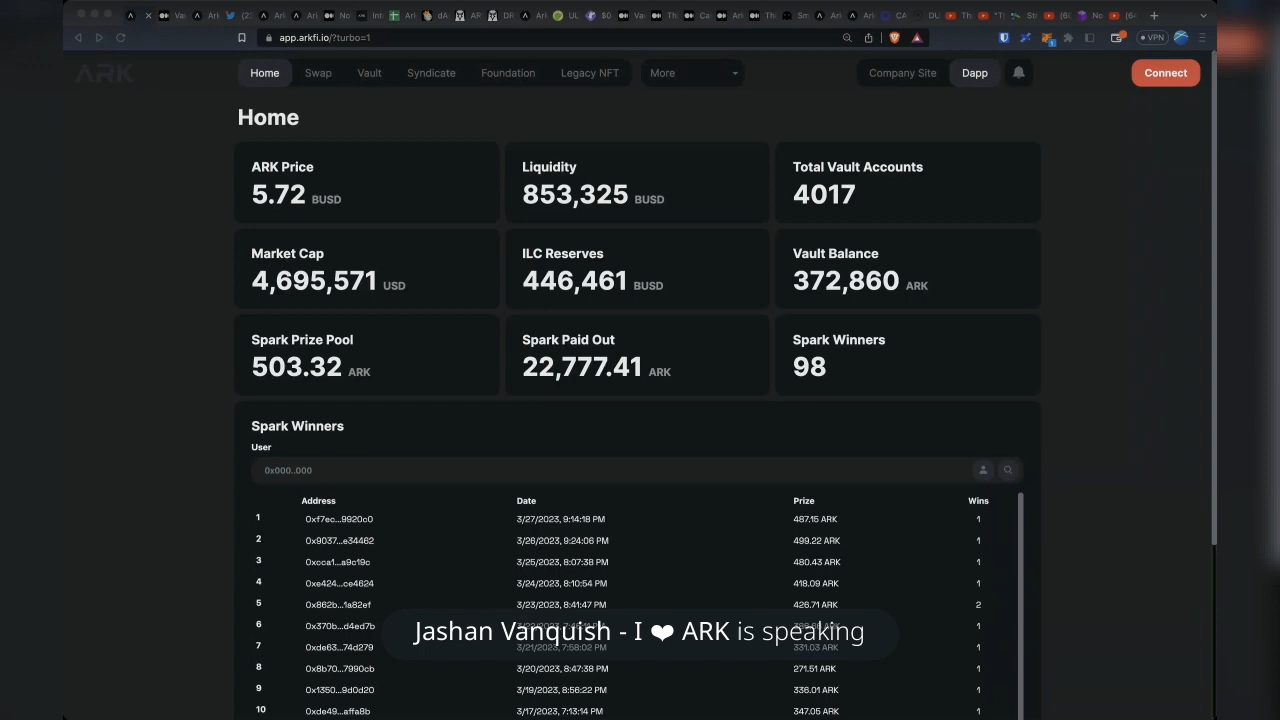 app.arkfi.io/?turbo=1
VPN
ARK
Home
Swap
Vault
Syndicate
Foundation
Legacy NFT
More
Company Site
Dapp
Connect
Home
ARK Price
5.72 BUSD
Liquidity
853,325 BUSD
Total Vault Accounts
4017
Market Cap
4,695,571 USD
ILC Reserves
446,461 BUSD
Vault Balance
372,860 ARK
Spark Prize Pool
503.32 ARK
Spark Paid Out
22,777.41 ARK
Spark Winners
98
Spark Winners
User
0x000..000
Address Date Prize Wins
1 0xf7ec...9920c0 3/27/2023, 9:14:18 PM 487.15 ARK 1
2 0x9037...e34462 3/26/2023, 9:24:06 PM 499.22 ARK 1
3 0xcca1...a9c19c 3/25/2023, 8:07:38 PM 480.43 ARK 1
4 0xe424...ce4624 3/24/2023, 8:10:54 PM 418.09 ARK 1
5 0x862b...1a82ef 3/23/2023, 8:41:47 PM 426.71 ARK 2
6 0x370b...d4ed7b 1
7 0xde63...74d279 3/21/2023, 7:58:02 PM 331.03 ARK 1
8 0x8b70...7990cb 3/20/2023, 8:47:38 PM 271.51 ARK 1
9 0x1350...9d0d20 3/19/2023, 8:56:22 PM 336.01 ARK 1
10 0xde49...affa8b 3/17/2023, 7:13:14 PM 347.05 ARK 1
Jashan Vanquish - I ❤ ARK is speaking